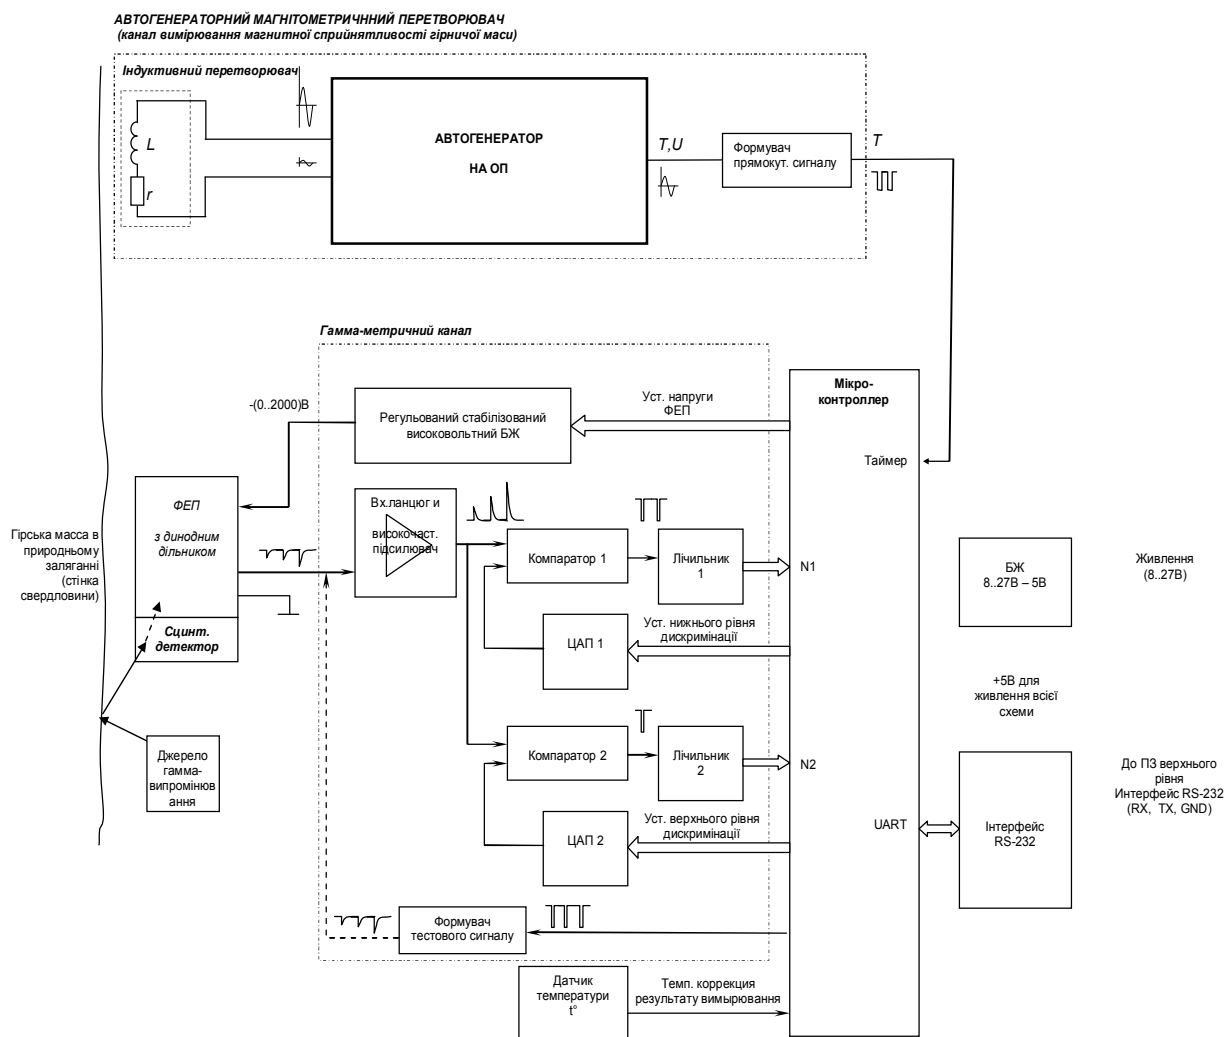 АВТОГЕНЕРАТОРНИЙ МАГНІТОМЕТРИЧННИЙ ПЕРЕТВОРЮВАЧ
(канал вимірювання магнитної сприйнятливості гірничої маси)
Індуктивний перетворювач
L
r
АВТОГЕНЕРАТОР
НА ОП
T,U
Формувач
прямокут. сигналу
T
Гамма-метричний канал
-(0..2000)В
Регульований стабілізований
високовольтний БЖ
Уст. напруги
ФЕП
Мікро-
контроллер
Таймер
ФЕП
з динодним
дільником
Сцинт.
детектор
Гірська масса в
природньому
заляганні
(стінка
свердловини)
Вх.ланцюг и
високочаст.
підсилювач
Компаратор 1
Лічильник
1
N1
ЦАП 1
Уст. нижнього рівня
дискримінації
Компаратор 2
Лічильник
2
N2
ЦАП 2
Уст. верхнього рівня
дискримінації
Джерело
гамма-
випромінюв
ання
Формувач
тестового сигналу
Датчик
температури
t°
Темп. коррекция
результату вимырювання
UART
БЖ
8..27В – 5В
Живлення
(8..27В)
+5В для
живлення всієї
схеми
Інтерфейс
RS-232
До ПЗ верхнього
рівня
Интерфейс RS-232
(RX, TX, GND)